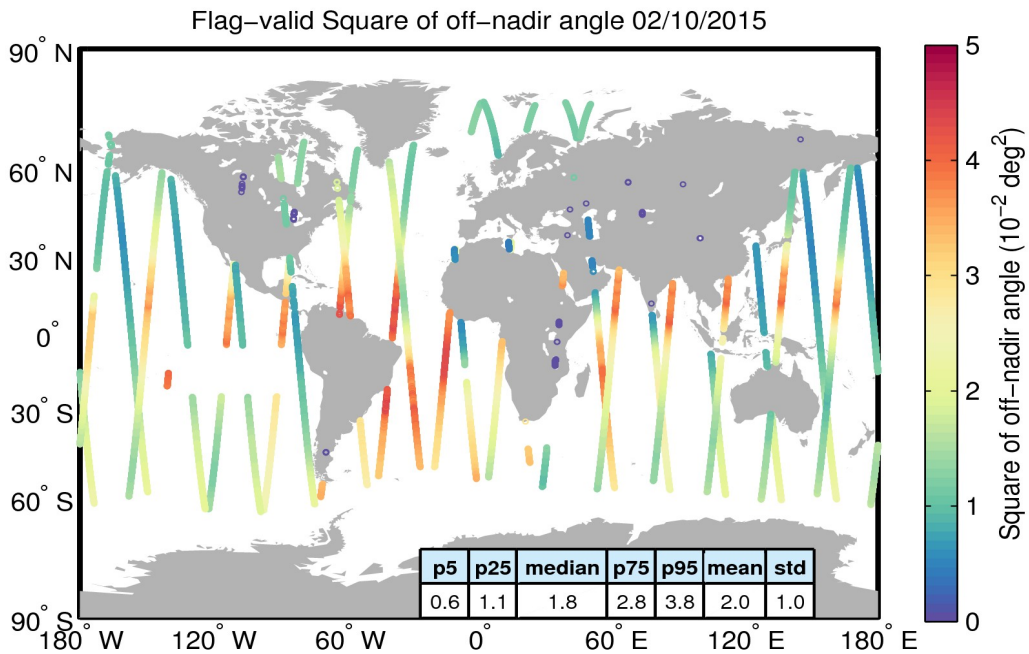 Flag−valid Square of off−nadir angle 02/10/2015
90° N
60° N
30° N
0°
30° S
60° S
90° S
180° W
120° W
60° W
0°
60° E
120° E
180° E
5
4
3
2
1
0
Square of off−nadir angle (10⁻² deg²)
p5 p25 median p75 p95 mean std
0.6 1.1 1.8 2.8 3.8 2.0 1.0